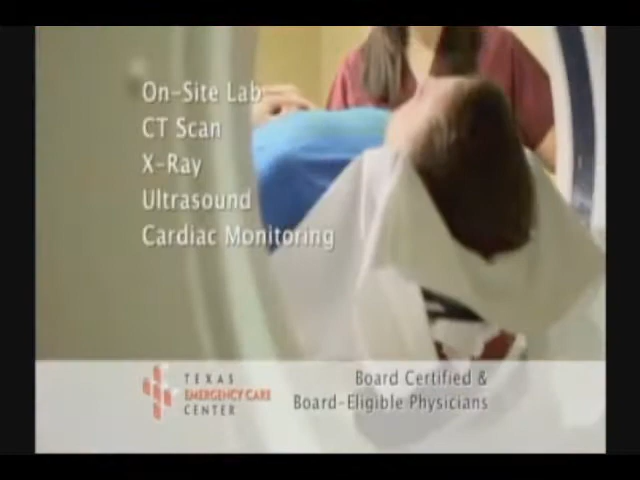 On-Site Lab
CT Scan
X-Ray
Ultrasound
Cardiac Monitoring
TEXAS
EMERGENCY CARE
CENTER
Board Certified &
Board-Eligible Physicians